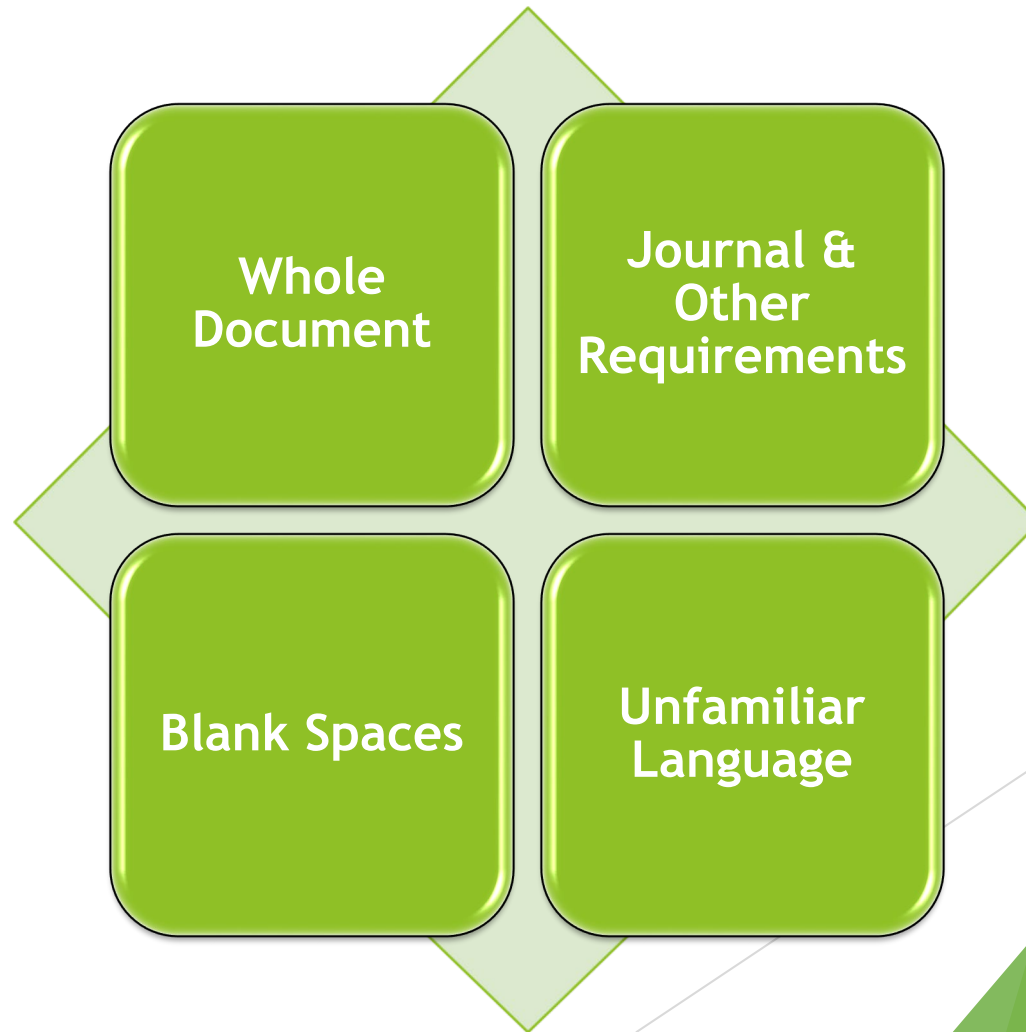 Whole
Document
Journal &
Other
Requirements
Blank Spaces
Unfamiliar
Language